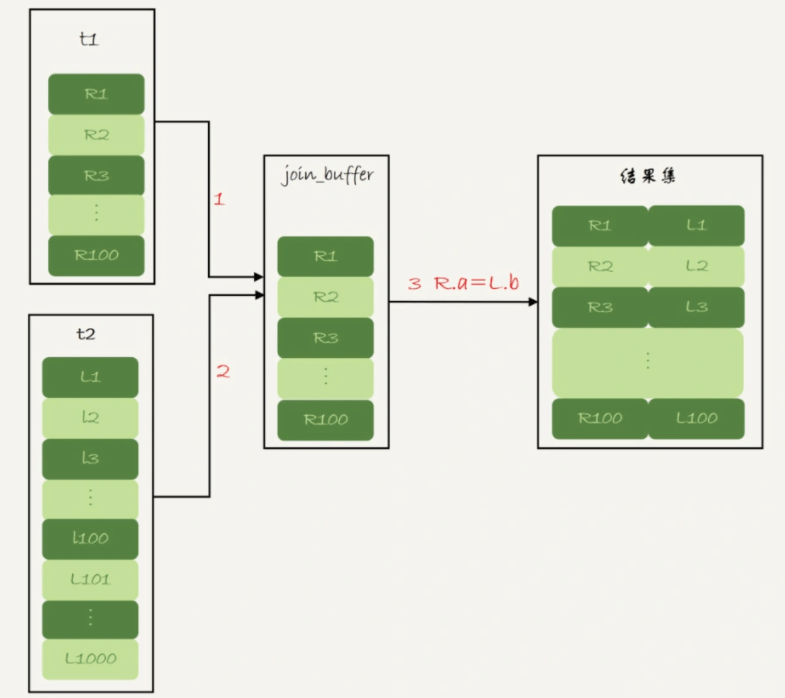 t1
R1
R2
R3
⋮
R100
t2
L1
l2
l3
⋮
l100
L101
⋮
L1000
1
2
join_buffer
R1
R2
R3
⋮
R100
3 R.a=L.b
结果集
R1 L1
R2 L2
R3 L3
⋮
R100 L100